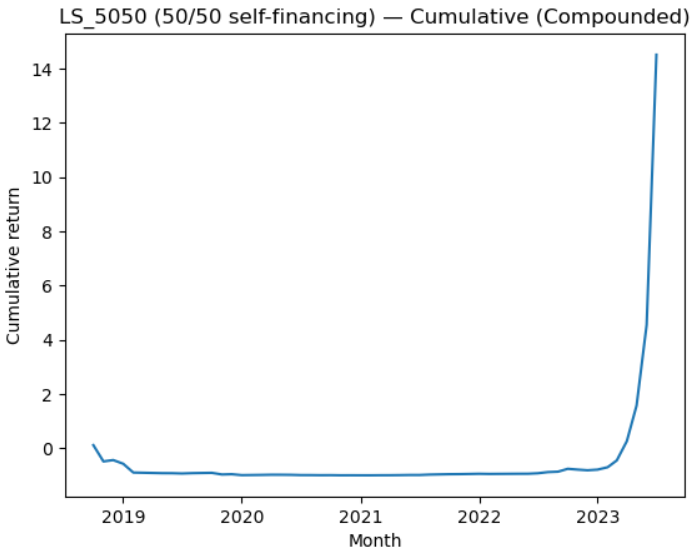 LS_5050 (50/50 self-financing) — Cumulative (Compounded)
14
12
10
8
6
4
2
0
Cumulative return
2019 2020 2021 2022 2023
Month